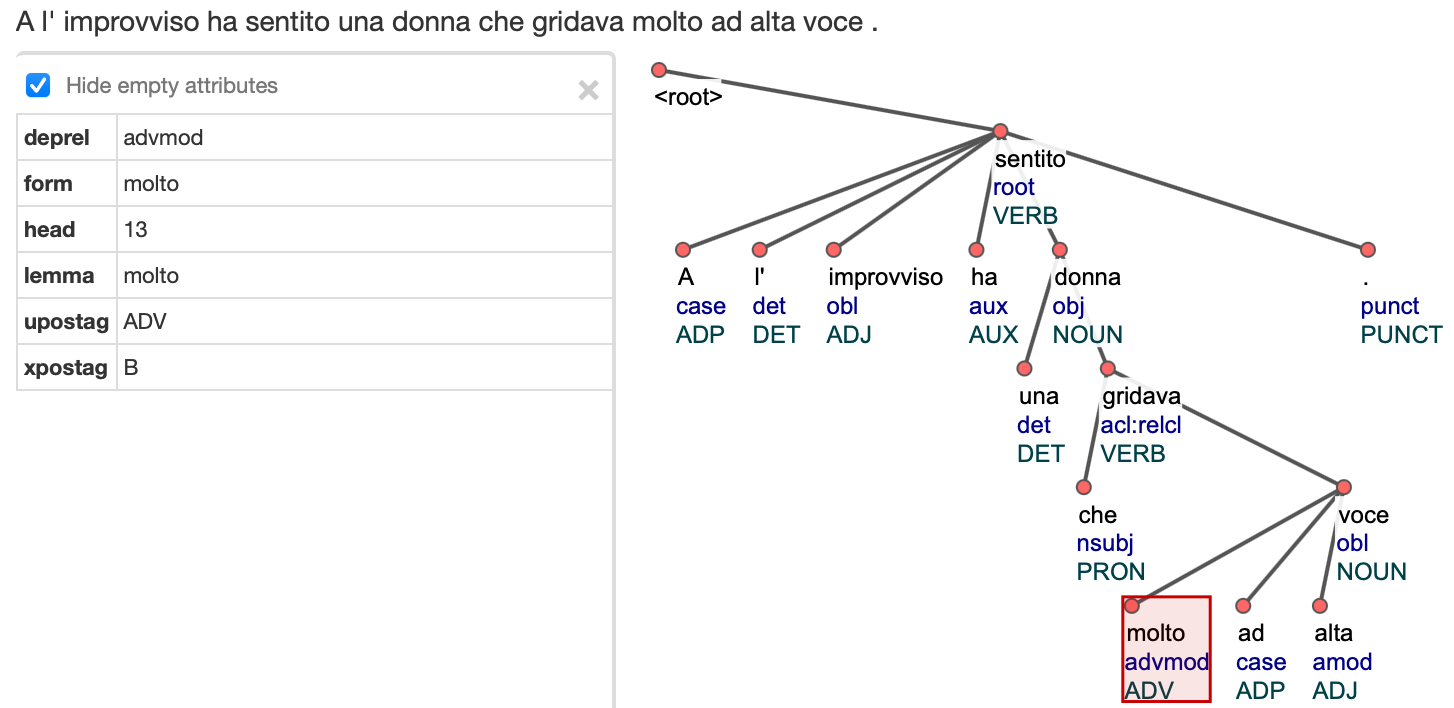 A l' improvviso ha sentito una donna che gridava molto ad alta voce .
Hide empty attributes ×
deprel advmod
form molto
head 13
lemma molto
upostag ADV
xpostag B
<root>
sentito
root
VERB
A l' improvviso ha donna .
case det obl aux obj punct
ADP DET ADJ AUX NOUN PUNCT
una gridava
det acl:relcl
DET VERB
che voce
nsubj obl
PRON NOUN
molto ad alta
advmod case amod
ADV ADP ADJ